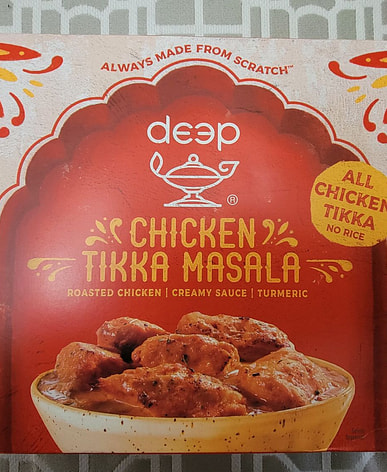 ALWAYS MADE FROM SCRATCH™
deep
®
ALL
CHICKEN
TIKKA
NO RICE
CHICKEN
TIKKA MASALA
ROASTED CHICKEN | CREAMY SAUCE | TURMERIC